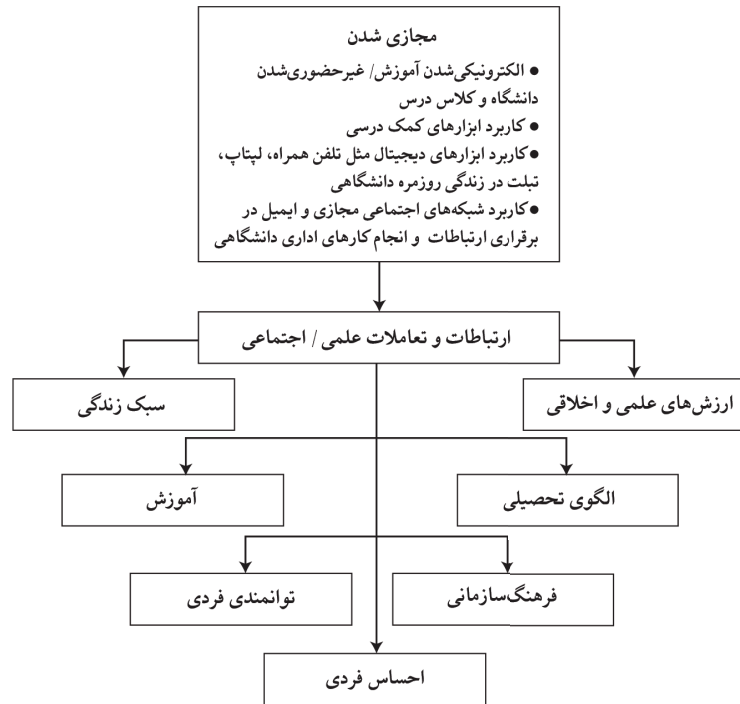 مجازی شدن
● الکترونیکی‌شدن آموزش/ غیرحضوری‌شدن
دانشگاه و کلاس درس
● کاربرد ابزارهای کمک درسی
● کاربرد ابزارهای دیجیتال مثل تلفن همراه، لپتاپ،
تبلت در زندگی روزمره دانشگاهی
● کاربرد شبکه‌های اجتماعی مجازی و ایمیل در
برقراری ارتباطات و انجام کارهای اداری دانشگاهی
ارتباطات و تعاملات علمی / اجتماعی
ارزش‌های علمی و اخلاقی
سبک زندگی
الگوی تحصیلی
آموزش
فرهنگ‌سازمانی
توانمندی فردی
احساس فردی